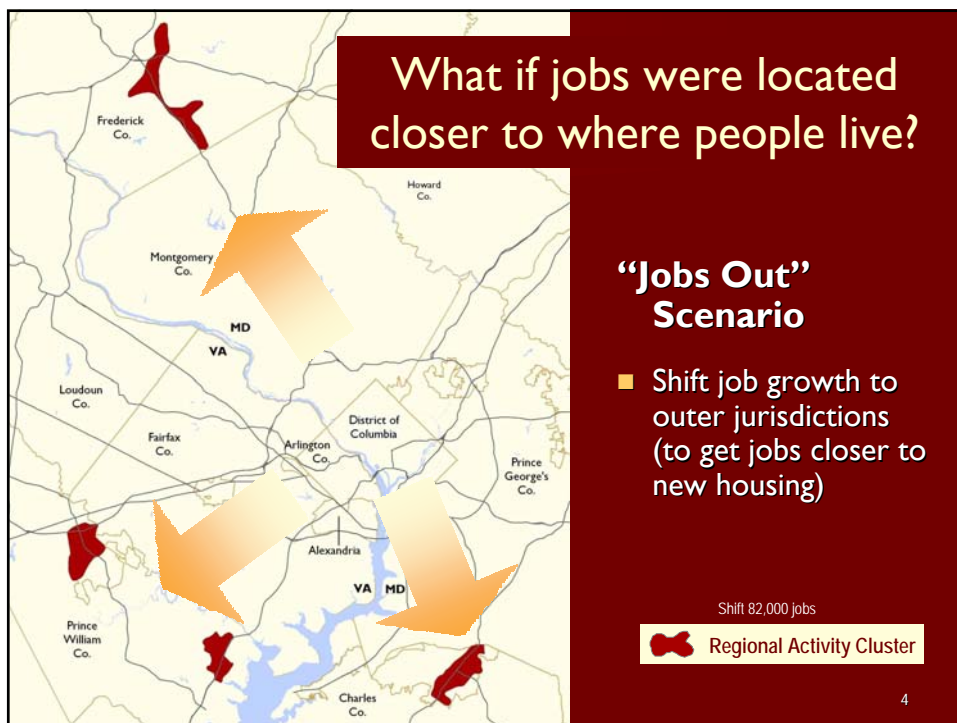 What if jobs were located
closer to where people live?
Frederick
Co.
Howard
Co.
Montgomery
Co.
MD
VA
Loudoun
Co.
Fairfax
Co.
Arlington
Co.
District of
Columbia
Prince
George's
Co.
Alexandria
VA MD
Prince
William
Co.
Charles
Co.
“Jobs Out”
Scenario
Shift job growth to
outer jurisdictions
(to get jobs closer to
new housing)
Shift 82,000 jobs
Regional Activity Cluster
4